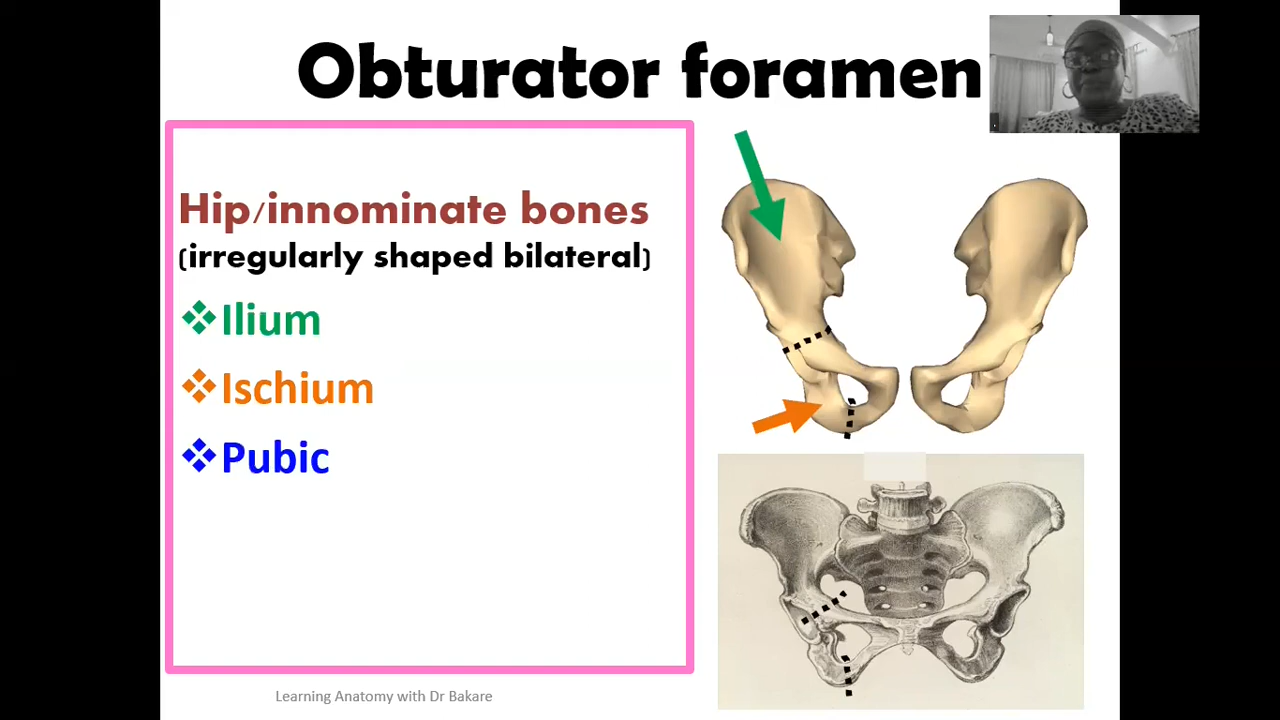 Obturator foramen
Hip/innominate bones
(irregularly shaped bilateral)
Ilium
Ischium
Pubic
Learning Anatomy with Dr Bakare